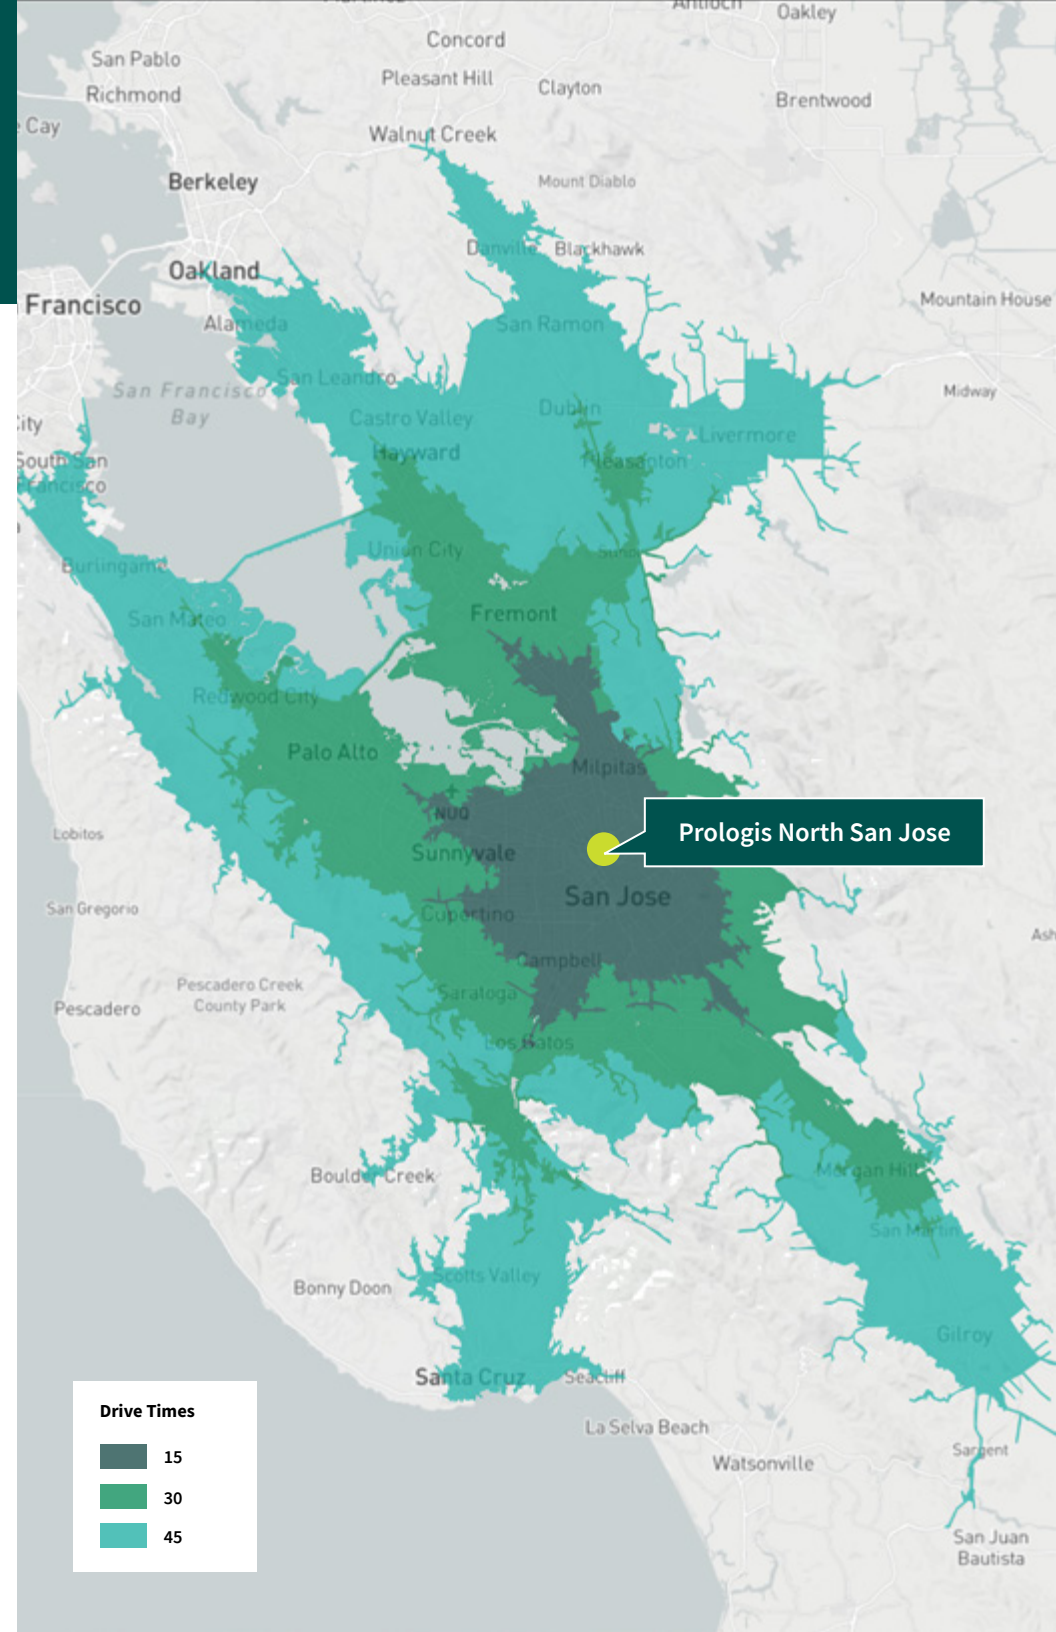 Antioch
Oakley
Concord
San Pablo
Pleasant Hill
Clayton
Richmond
Brentwood
Cay
Walnut Creek
Berkeley
Mount Diablo
Danville
Blackhawk
Oakland
Francisco
Mountain House
Alameda
San Ramon
San Leandro
San Francisco
Bay
Midway
Dublin
Castro Valley
Livermore
Hayward
Pleasanton
South San
Francisco
Union City
Sunol
Burlingame
Fremont
San Mateo
Redwood City
Palo Alto
Milpitas
NUQ
Prologis North San Jose
Lobitos
Sunnyvale
San Jose
San Gregorio
Cupertino
Campbell
Pescadero Creek
County Park
Saratoga
Pescadero
Los Gatos
Boulder Creek
Morgan Hill
San Martin
Scotts Valley
Bonny Doon
Gilroy
Santa Cruz
Seacliff
La Selva Beach
Sargent
Watsonville
San Juan
Bautista
Drive Times
15
30
45